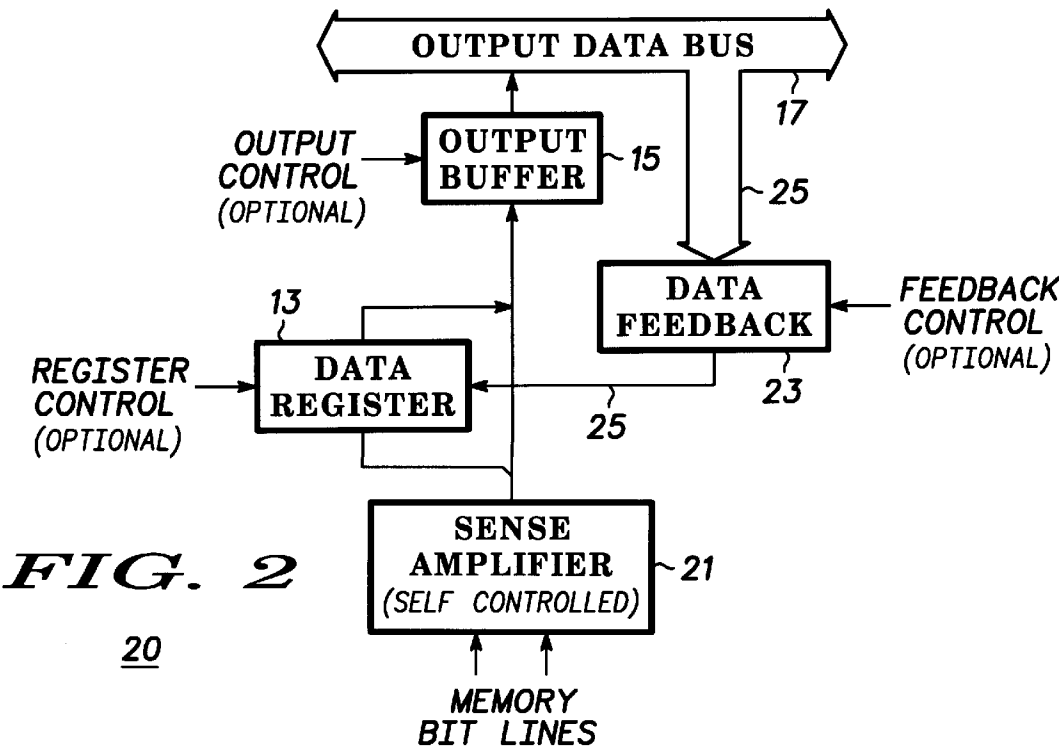 OUTPUT DATA BUS
17
OUTPUT
CONTROL
(OPTIONAL)
OUTPUT
BUFFER
15
25
DATA
FEEDBACK
FEEDBACK
CONTROL
(OPTIONAL)
23
13
REGISTER
CONTROL
(OPTIONAL)
DATA
REGISTER
25
SENSE
AMPLIFIER
(SELF CONTROLLED)
21
FIG. 2
20
MEMORY
BIT LINES